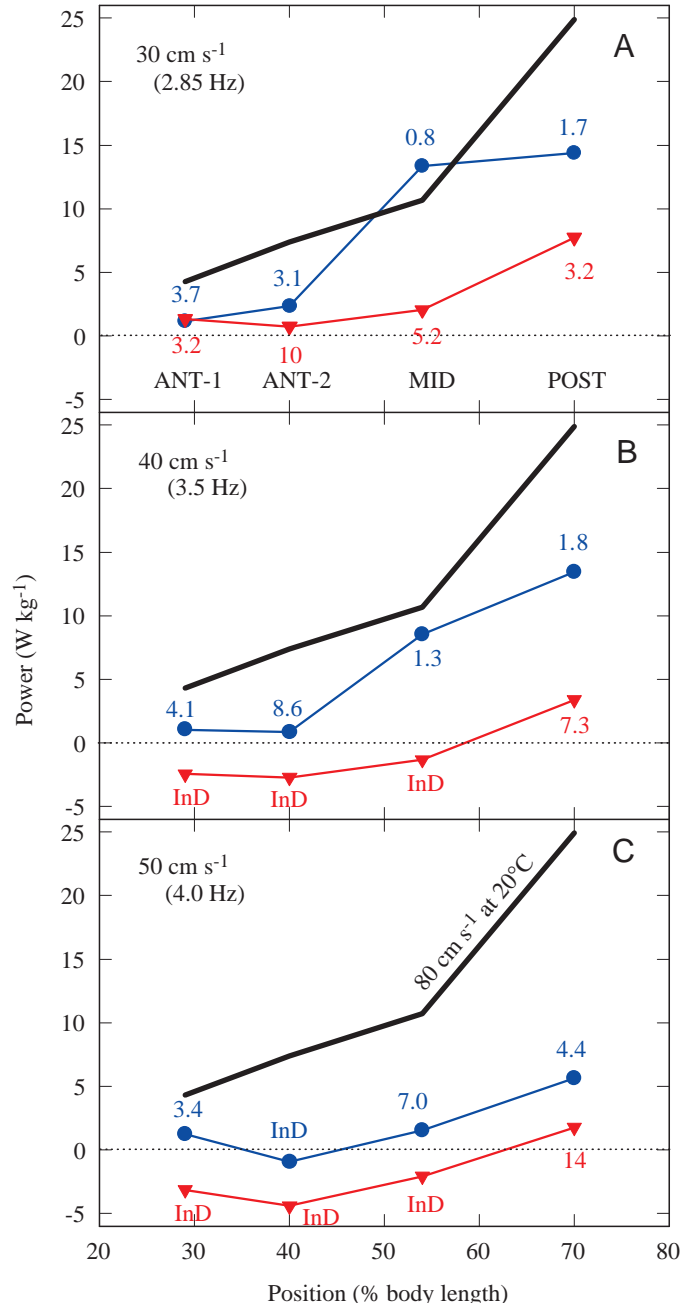 25
20
15
10
5
0
-5
30 cm s-1
(2.85 Hz)
A
0.8
1.7
3.7
3.1
3.2
10
5.2
3.2
ANT-1
ANT-2
MID
POST
25
20
15
10
5
0
-5
40 cm s-1
(3.5 Hz)
B
1.8
4.1
8.6
1.3
7.3
InD
InD
InD
Power (W kg-1)
25
20
15
10
5
0
-5
50 cm s-1
(4.0 Hz)
C
80 cm s-1 at 20°C
3.4
InD
7.0
4.4
14
InD
InD
InD
20
30
40
50
60
70
80
Position (% body length)